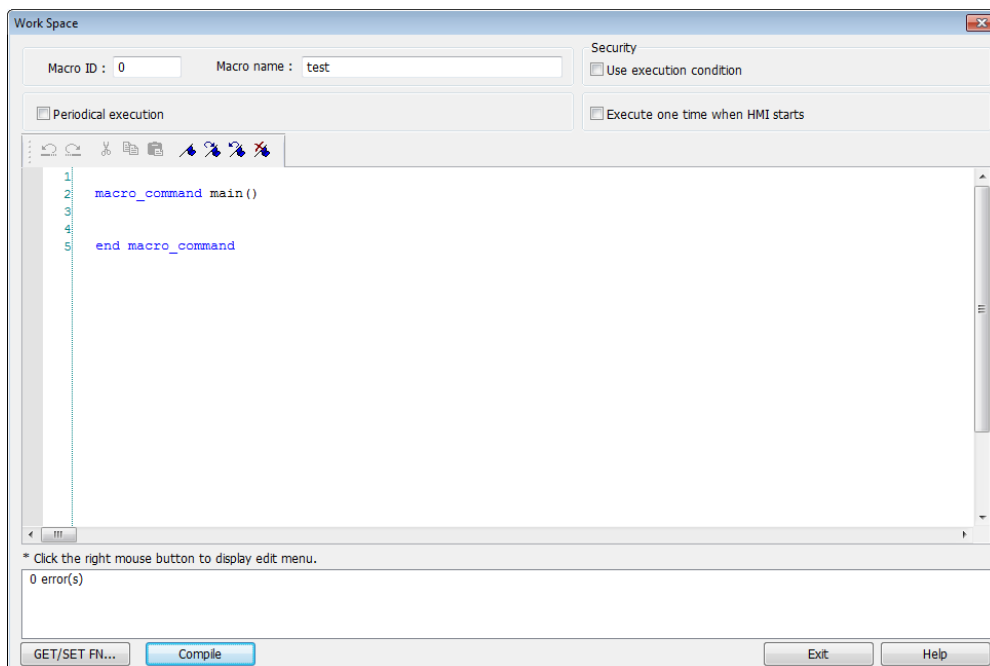 Work Space
Macro ID : 0 Macro name : test
Security
Use execution condition
Periodical execution
Execute one time when HMI starts
1
2 macro_command main()
3
4
5 end macro_command
* Click the right mouse button to display edit menu.
0 error(s)
GET/SET FN... Compile Exit Help